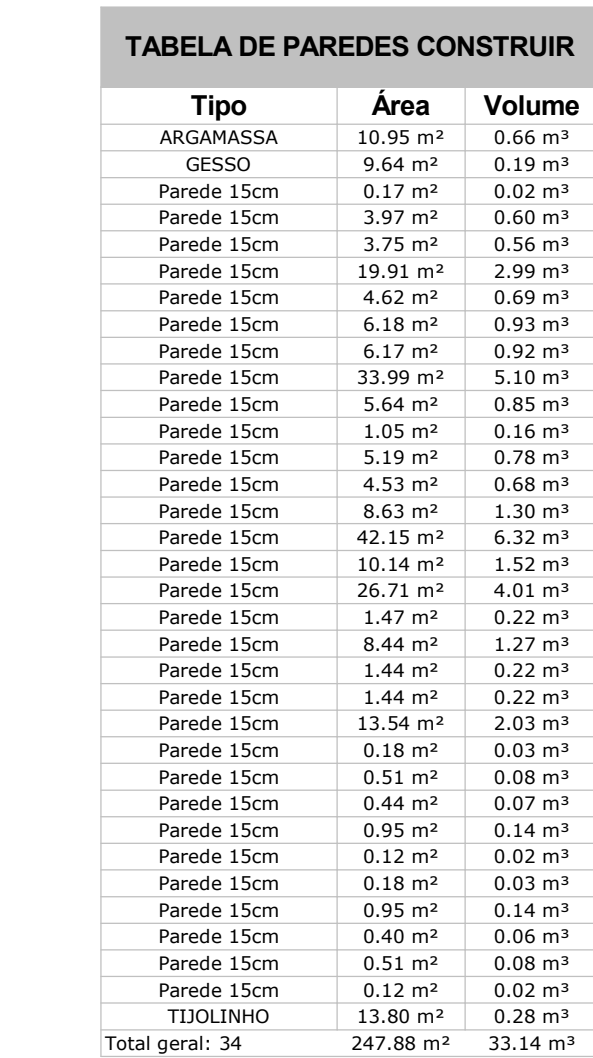 TABELA DE PAREDES CONSTRUIR
Tipo Área Volume
ARGAMASSA 10.95 m² 0.66 m³
GESSO 9.64 m² 0.19 m³
Parede 15cm 0.17 m² 0.02 m³
Parede 15cm 3.97 m² 0.60 m³
Parede 15cm 3.75 m² 0.56 m³
Parede 15cm 19.91 m² 2.99 m³
Parede 15cm 4.62 m² 0.69 m³
Parede 15cm 6.18 m² 0.93 m³
Parede 15cm 6.17 m² 0.92 m³
Parede 15cm 33.99 m² 5.10 m³
Parede 15cm 5.64 m² 0.85 m³
Parede 15cm 1.05 m² 0.16 m³
Parede 15cm 5.19 m² 0.78 m³
Parede 15cm 4.53 m² 0.68 m³
Parede 15cm 8.63 m² 1.30 m³
Parede 15cm 42.15 m² 6.32 m³
Parede 15cm 10.14 m² 1.52 m³
Parede 15cm 26.71 m² 4.01 m³
Parede 15cm 1.47 m² 0.22 m³
Parede 15cm 8.44 m² 1.27 m³
Parede 15cm 1.44 m² 0.22 m³
Parede 15cm 1.44 m² 0.22 m³
Parede 15cm 13.54 m² 2.03 m³
Parede 15cm 0.18 m² 0.03 m³
Parede 15cm 0.51 m² 0.08 m³
Parede 15cm 0.44 m² 0.07 m³
Parede 15cm 0.95 m² 0.14 m³
Parede 15cm 0.12 m² 0.02 m³
Parede 15cm 0.18 m² 0.03 m³
Parede 15cm 0.95 m² 0.14 m³
Parede 15cm 0.40 m² 0.06 m³
Parede 15cm 0.51 m² 0.08 m³
Parede 15cm 0.12 m² 0.02 m³
TIJOLINHO 13.80 m² 0.28 m³
Total geral: 34 247.88 m² 33.14 m³